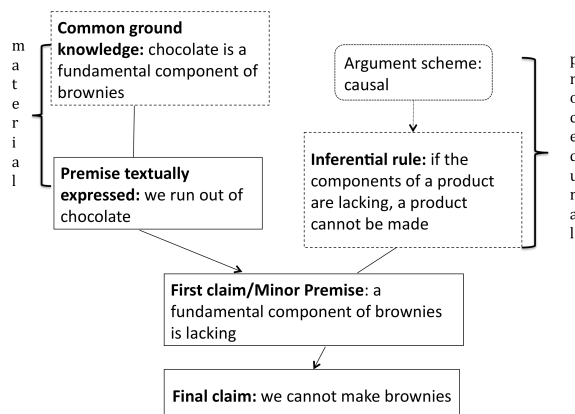 Common ground
knowledge: chocolate is a
fundamental component of
brownies
material
Argument scheme:
causal
procedural
Premise textually
expressed: we run out of
chocolate
Inferential rule: if the
components of a product
are lacking, a product
cannot be made
First claim/Minor Premise: a
fundamental component of brownies
is lacking
Final claim: we cannot make brownies